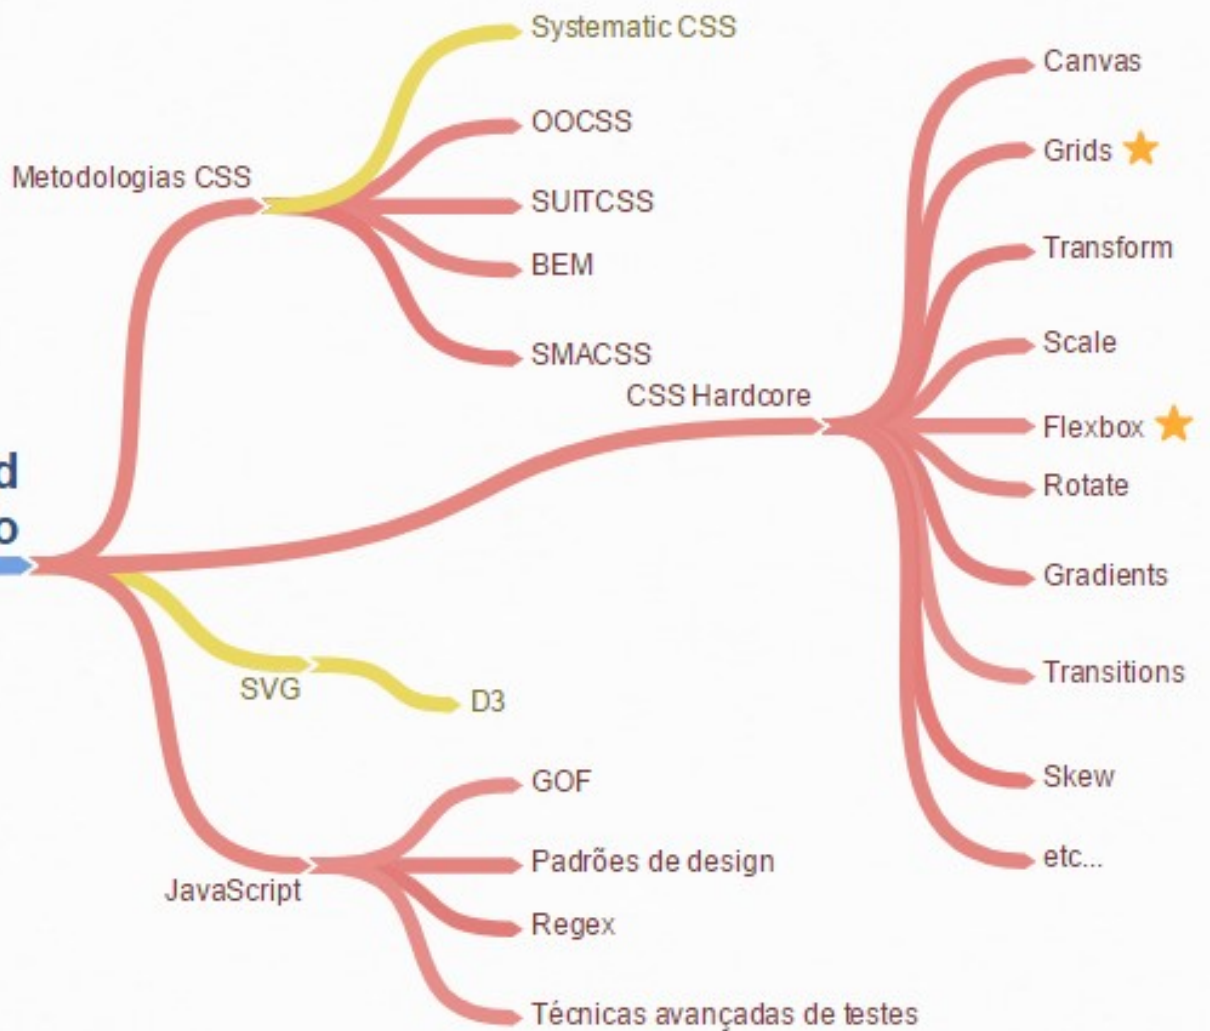 Systematic CSS
OOCSS
Metodologias CSS
SUITCSS
BEM
SMACSS
CSS Hardcore
Canvas
Grids
Transform
Scale
Flexbox
Rotate
Gradients
Transitions
Skew
etc...
d
o
SVG
D3
GOF
Padrões de design
JavaScript
Regex
Técnicas avançadas de testes